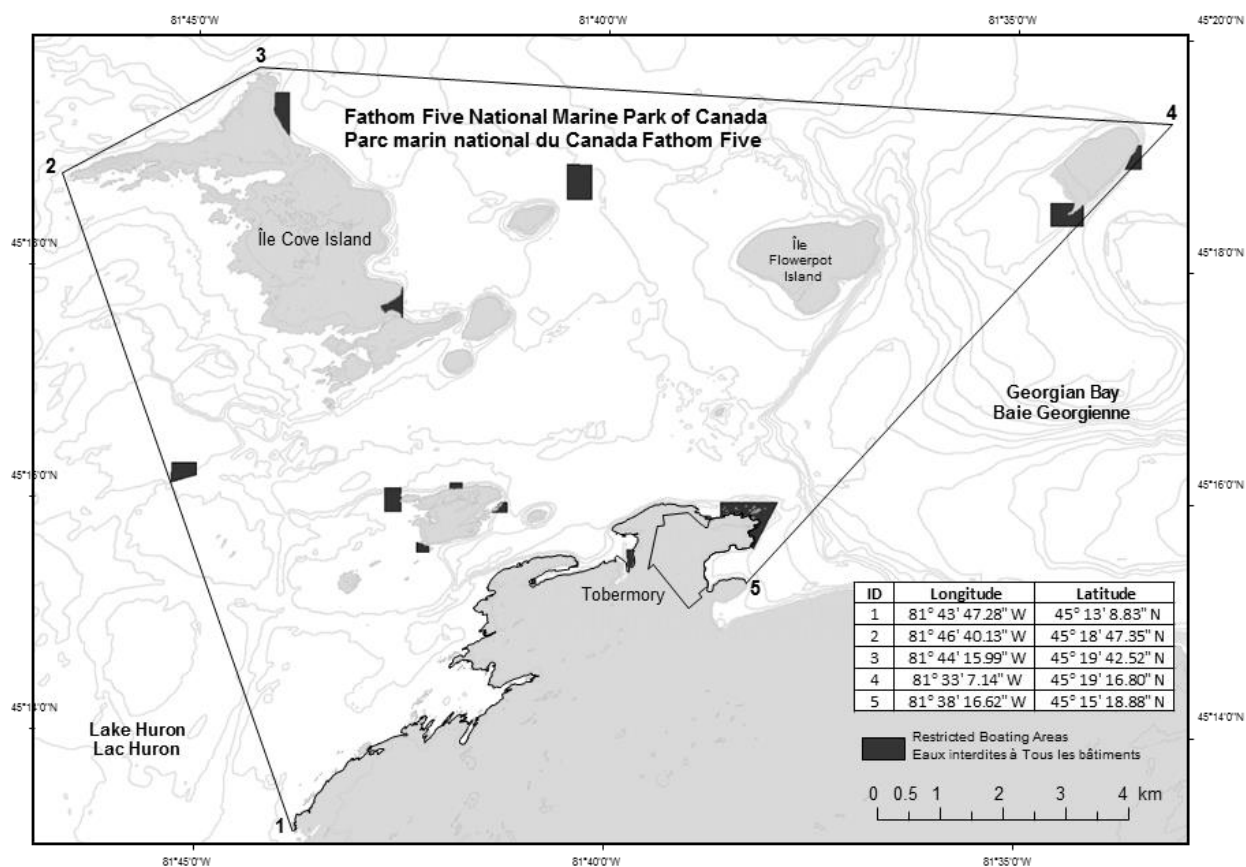 81°45'0"W 81°40'0"W 81°35'0"W 45°20'0"N
3
4
Fathom Five National Marine Park of Canada
Parc marin national du Canada Fathom Five
2
Île Cove Island
45°18'0"N
Île
Flowerpot
Island
45°18'0"N
Georgian Bay
Baie Georgienne
45°16'0"N
45°16'0"N
Tobermory
5
ID Longitude Latitude
1 81° 43' 47.28" W 45° 13' 8.83" N
2 81° 46' 40.13" W 45° 18' 47.35" N
3 81° 44' 15.99" W 45° 19' 42.52" N
4 81° 33' 7.14" W 45° 19' 16.80" N
5 81° 38' 16.62" W 45° 15' 18.88" N
45°14'0"N
45°14'0"N
Lake Huron
Lac Huron
Restricted Boating Areas
Eaux interdites à Tous les bâtiments
0 0.5 1 2 3 4 km
1
81°45'0"W 81°40'0"W 81°35'0"W